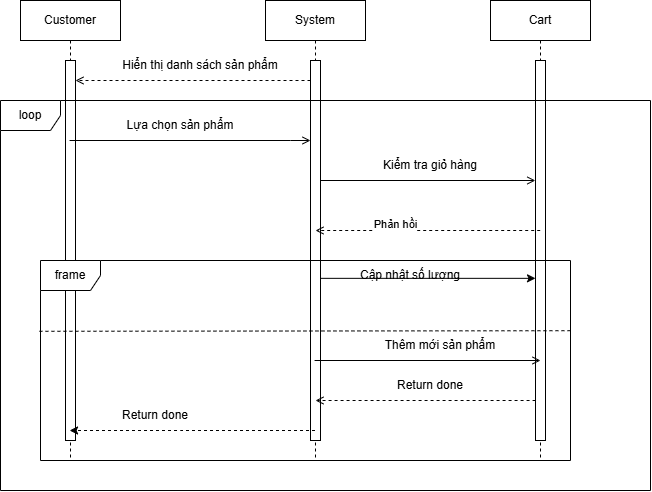 Customer
System
Cart
Hiển thị danh sách sản phẩm
loop
Lựa chọn sản phẩm
Kiểm tra giỏ hàng
Phản hồi
frame
Cập nhật số lượng
Thêm mới sản phẩm
Return done
Return done